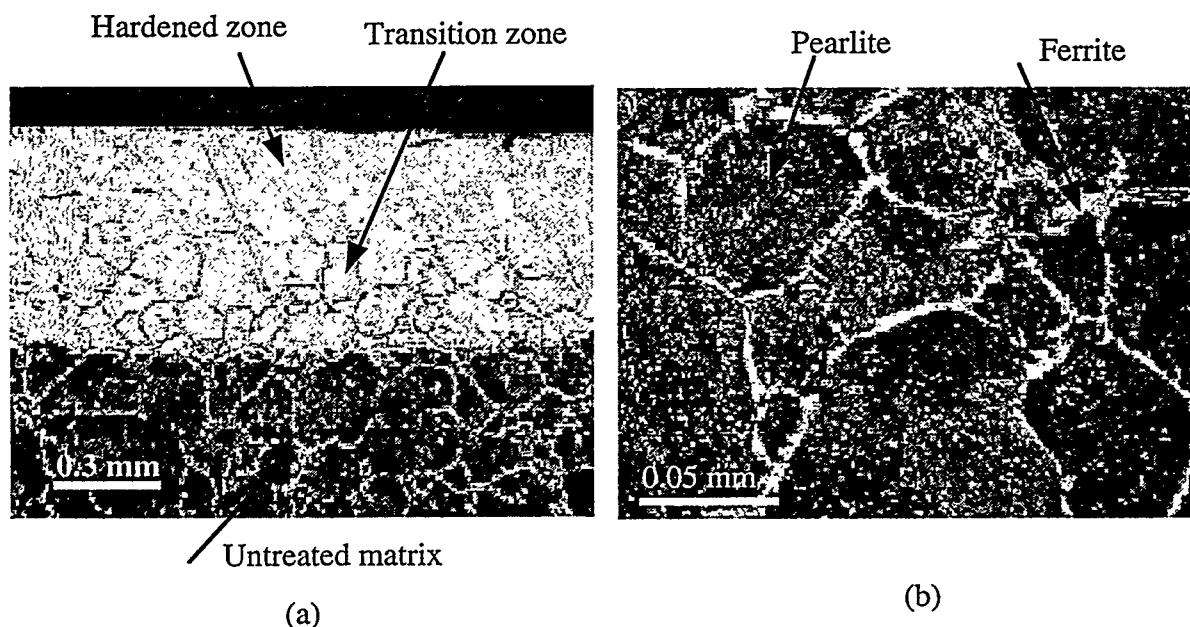 Hardened zone
Transition zone
0.3 mm
Untreated matrix
(a)
Pearlite
Ferrite
0.05 mm
(b)